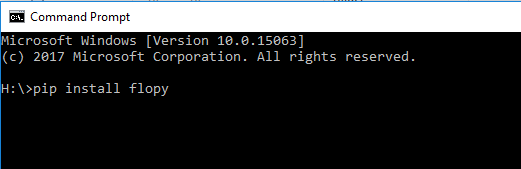 Command Prompt
Microsoft Windows [Version 10.0.15063]
(c) 2017 Microsoft Corporation. All rights reserved.
H:\>pip install flopy